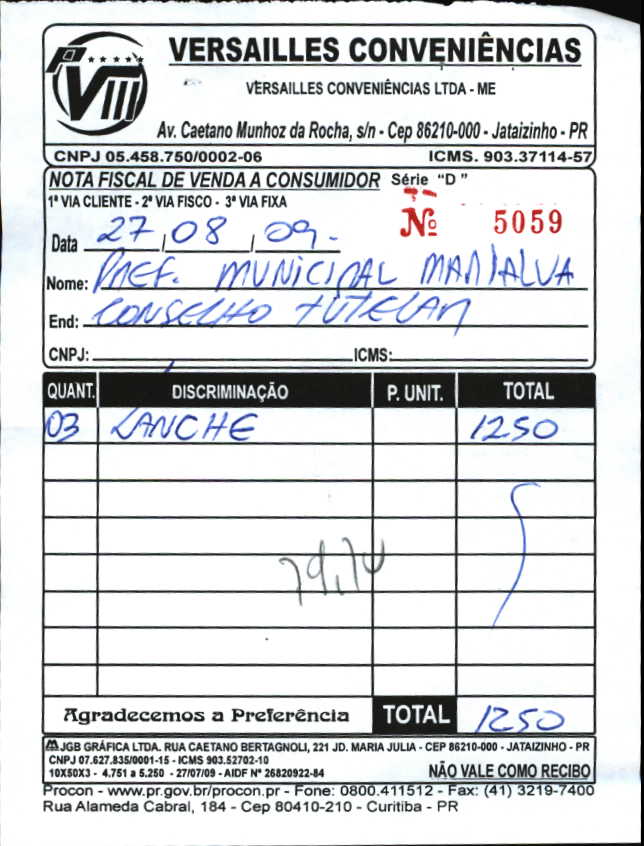 VIII
VERSAILLES CONVENIÊNCIAS
VERSAILLES CONVENIÊNCIAS LTDA - ME
Av. Caetano Munhoz da Rocha, s/n - Cep 86210-000 - Jataizinho - PR
CNPJ 05.458.750/0002-06 ICMS. 903.37114-57
NOTA FISCAL DE VENDA A CONSUMIDOR Série "D"
1ª VIA CLIENTE - 2ª VIA FISCO - 3ª VIA FIXA
Nº 5059
Data 27/08/09-
Nome: PREF. MUNICIPAL MARIALVA
End: CONSELHO TUTELAR
CNPJ: ICMS:
QUANT. DISCRIMINAÇÃO P. UNIT. TOTAL
03 LANCHE 1250
79,70
Agradecemos a Preferência TOTAL 1250
JGB GRÁFICA LTDA. RUA CAETANO BERTAGNOLI, 221 JD. MARIA JULIA - CEP 86210-000 - JATAIZINHO - PR
CNPJ 07.627.835/0001-15 - ICMS 903.52702-10
10X50X3 - 4.751 a 5.250 - 27/07/09 - AIDF Nº 26820922-84 NÃO VALE COMO RECIBO
Procon - www.pr.gov.br/procon.pr - Fone: 0800.411512 - Fax: (41) 3219-7400
Rua Alameda Cabral, 184 - Cep 80410-210 - Curitiba - PR